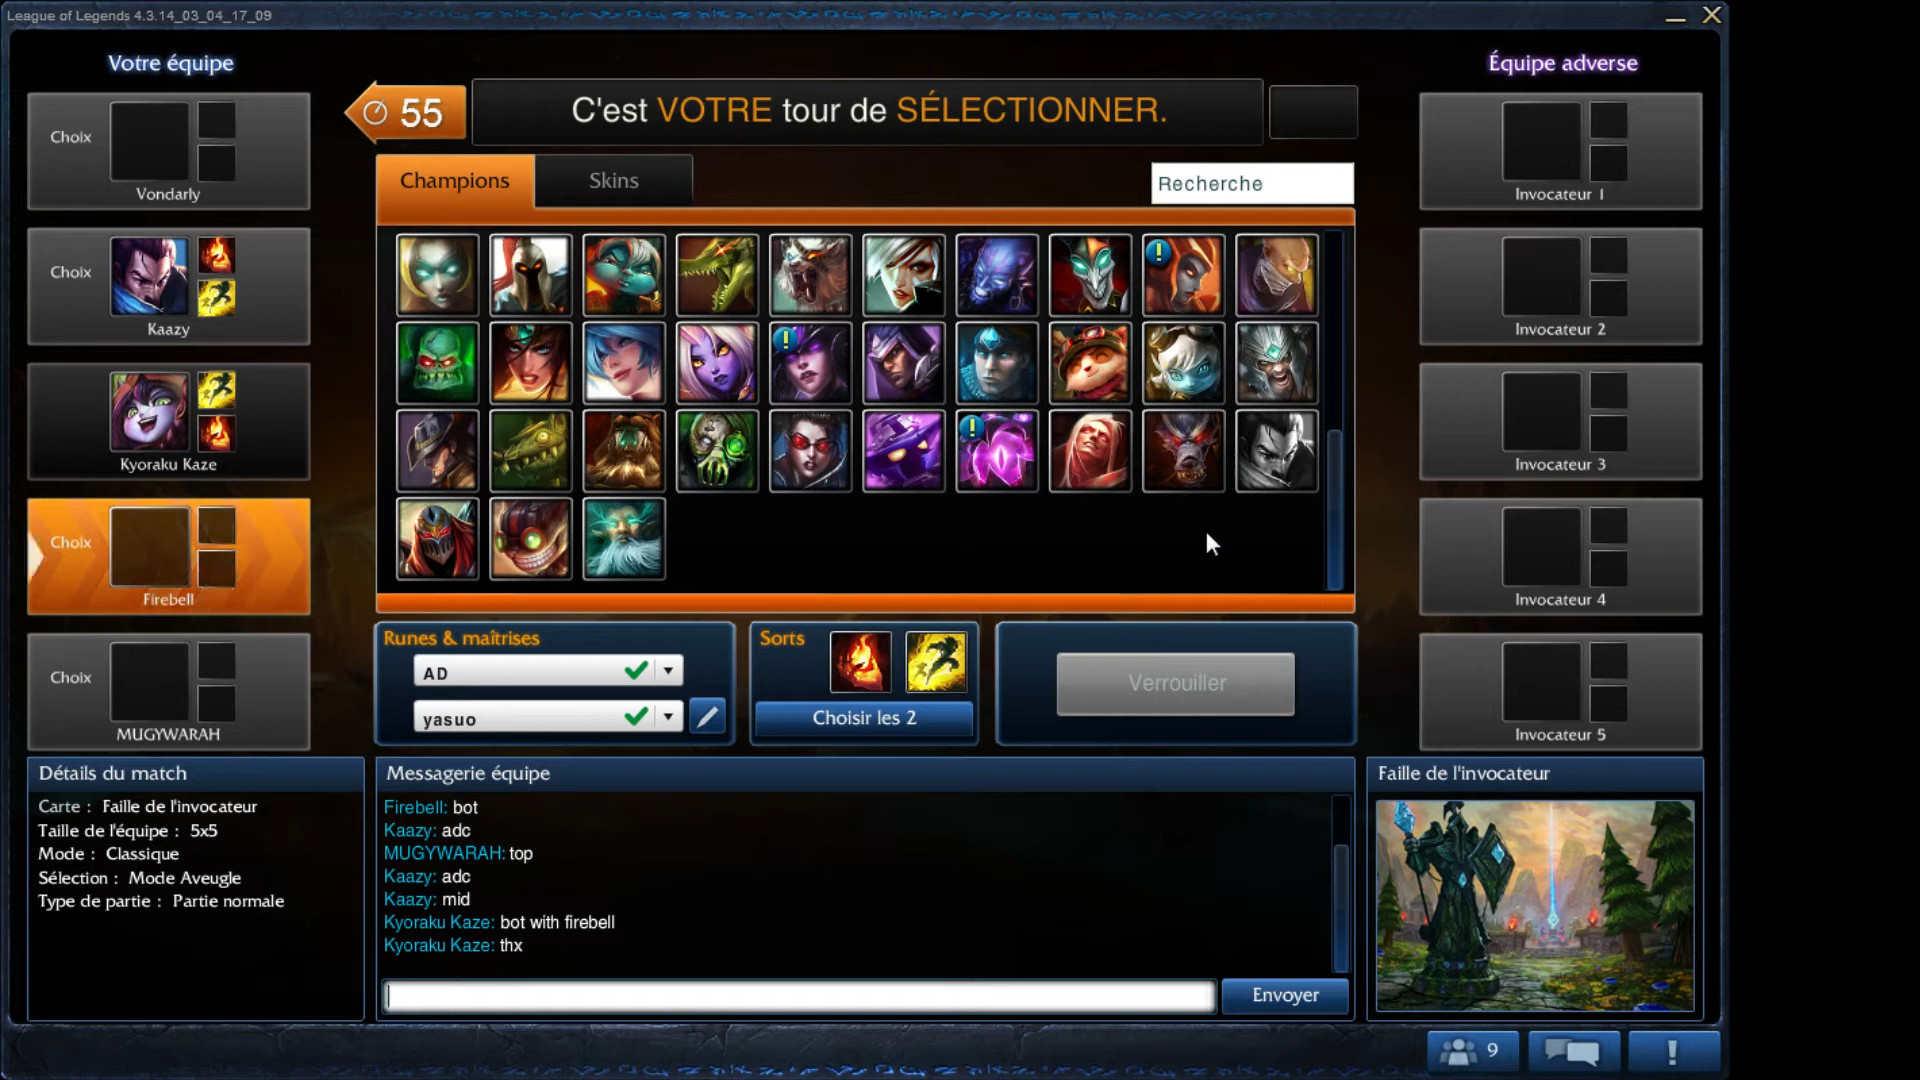 League of Legends 4.3.14_03_04_17_09
Votre équipe
Équipe adverse
55
C'est VOTRE tour de SÉLECTIONNER.
Champions
Skins
Recherche
Choix
Vondarly
Choix
Kaazy
Kyoraku Kaze
Choix
Firebell
Choix
MUGYWARAH
Invocateur 1
Invocateur 2
Invocateur 3
Invocateur 4
Invocateur 5
Runes & maîtrises
AD
yasuo
Sorts
Choisir les 2
Verrouiller
Détails du match
Carte : Faille de l'invocateur
Taille de l'équipe : 5x5
Mode : Classique
Sélection : Mode Aveugle
Type de partie : Partie normale
Messagerie équipe
Firebell: bot
Kaazy: adc
MUGYWARAH: top
Kaazy: adc
Kaazy: mid
Kyoraku Kaze: bot with firebell
Kyoraku Kaze: thx
Envoyer
Faille de l'invocateur
9